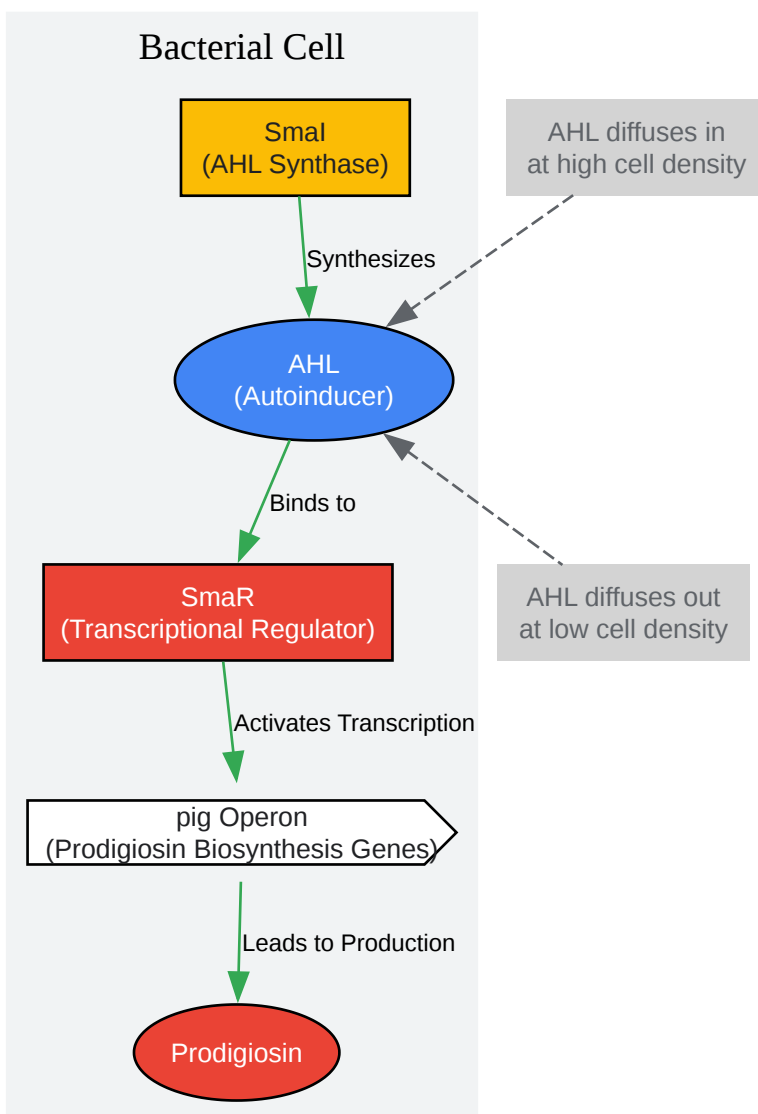 Bacterial Cell
SmaI
(AHL Synthase)
AHL diffuses in
at high cell density
Synthesizes
AHL
(Autoinducer)
Binds to
SmaR
(Transcriptional Regulator)
AHL diffuses out
at low cell density
Activates Transcription
pig Operon
(Prodigiosin Biosynthesis Genes)
Leads to Production
Prodigiosin